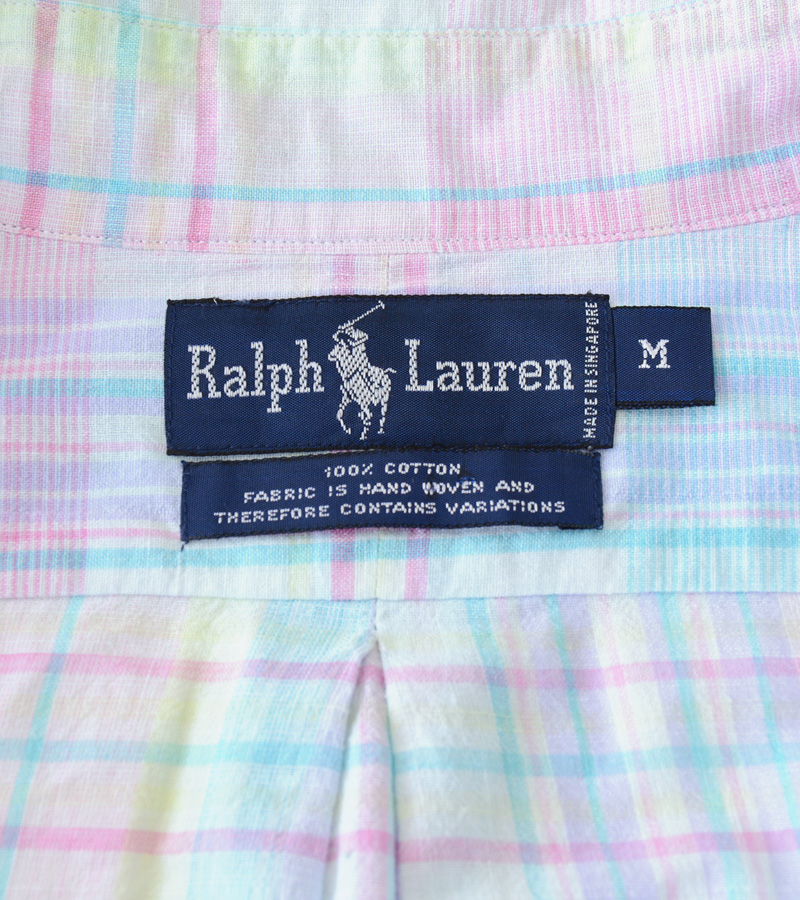 Ralph Lauren
MADE IN SINGAPORE
M
100% COTTON
FABRIC IS HAND WOVEN AND
THEREFORE CONTAINS VARIATIONS